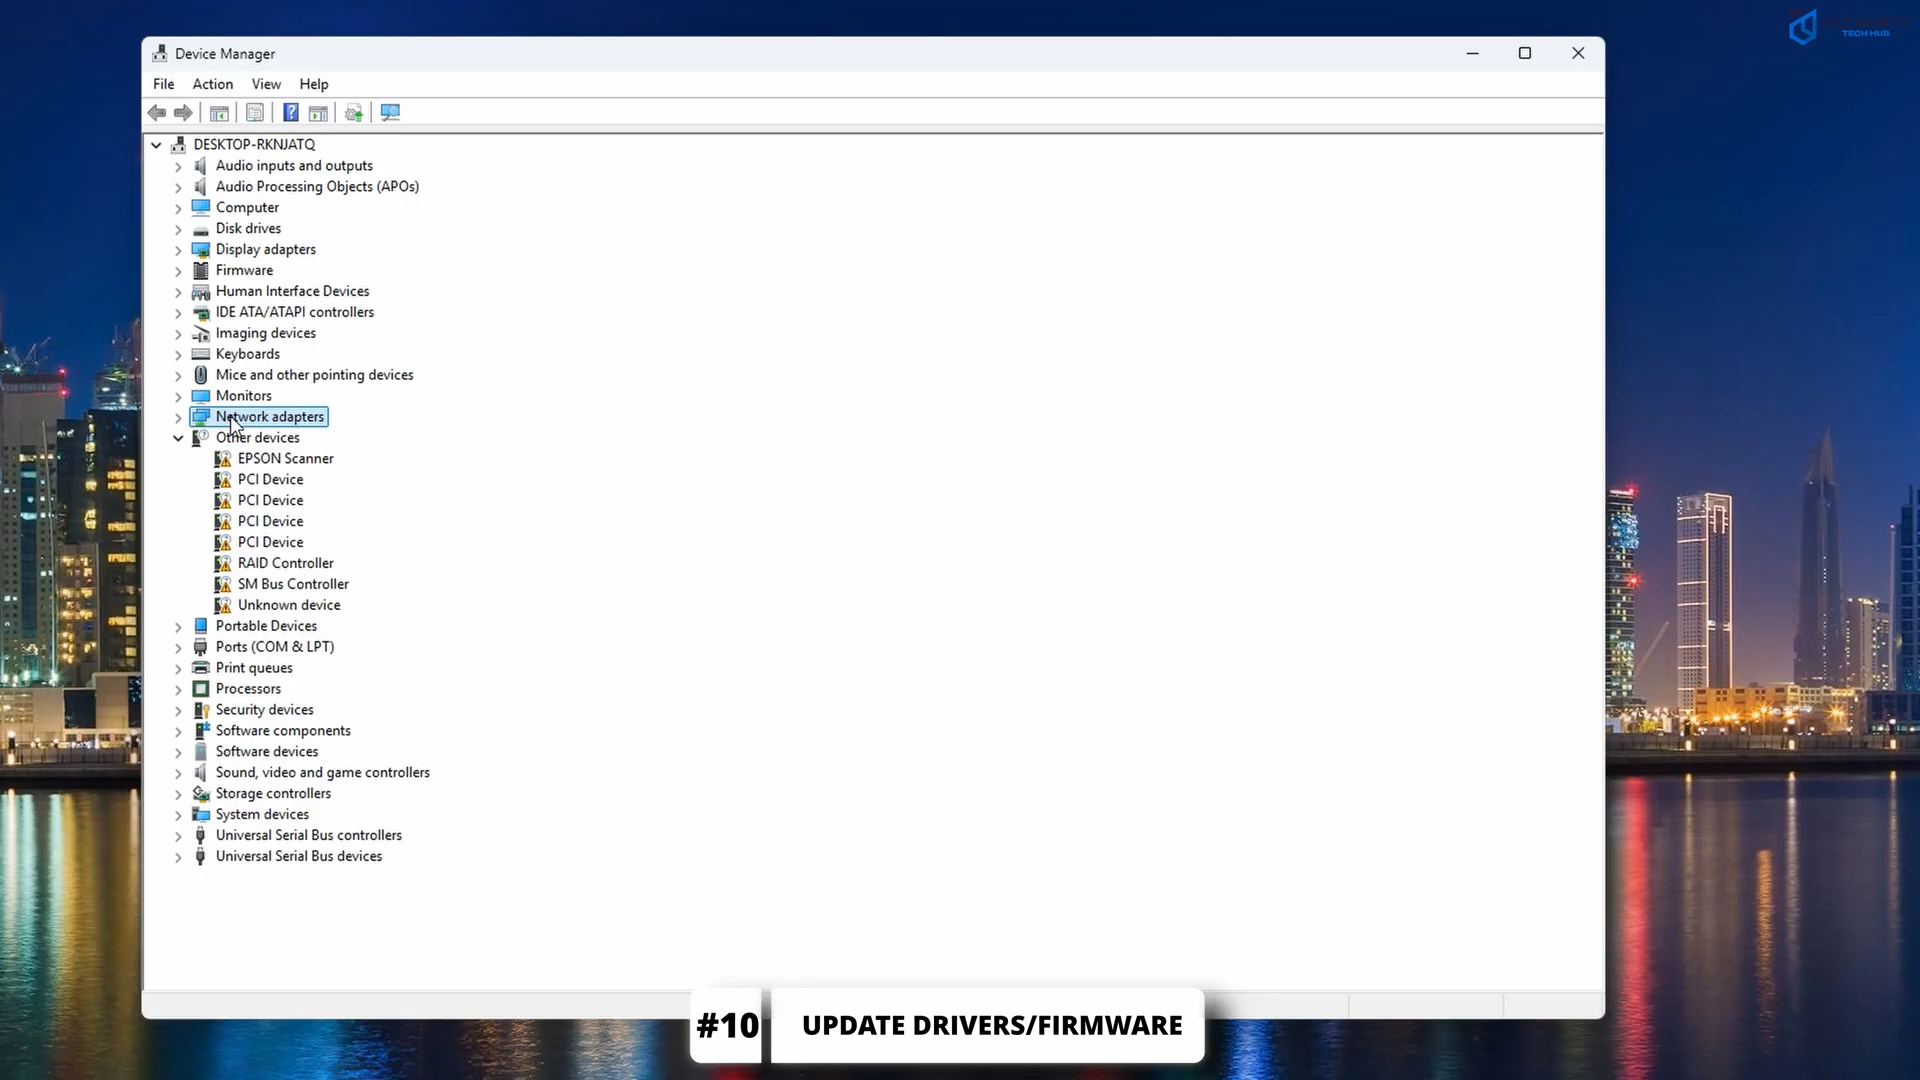 Device Manager
TECH HUB
File Action View Help
DESKTOP-RKNJATQ
Audio inputs and outputs
Audio Processing Objects (APOs)
Computer
Disk drives
Display adapters
Firmware
Human Interface Devices
IDE ATA/ATAPI controllers
Imaging devices
Keyboards
Mice and other pointing devices
Monitors
Network adapters
Other devices
EPSON Scanner
PCI Device
PCI Device
PCI Device
PCI Device
RAID Controller
SM Bus Controller
Unknown device
Portable Devices
Ports (COM & LPT)
Print queues
Processors
Security devices
Software components
Software devices
Sound, video and game controllers
Storage controllers
System devices
Universal Serial Bus controllers
Universal Serial Bus devices
#10 UPDATE DRIVERS/FIRMWARE